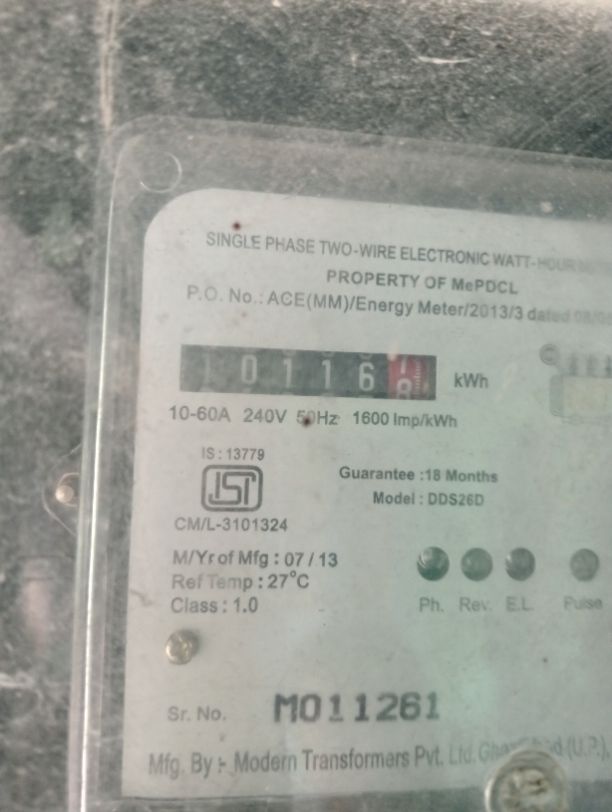 SINGLE PHASE TWO-WIRE ELECTRONIC WATT-HOUR
PROPERTY OF MePDCL
P.O. No.: ACE(MM)/Energy Meter/2013/3 dated
10116 kWh
10-60A 240V 50Hz 1600 Imp/kWh
IS : 13779
ISI
CM/L-3101324
Guarantee :18 Months
Model : DDS26D
M/Yr of Mfg : 07 / 13
Ref Temp : 27°C
Class : 1.0
Ph. Rev. E.L. Pulse
Sr. No. M011261
Mfg. By :- Modern Transformers Pvt. Ltd. (U.P.),